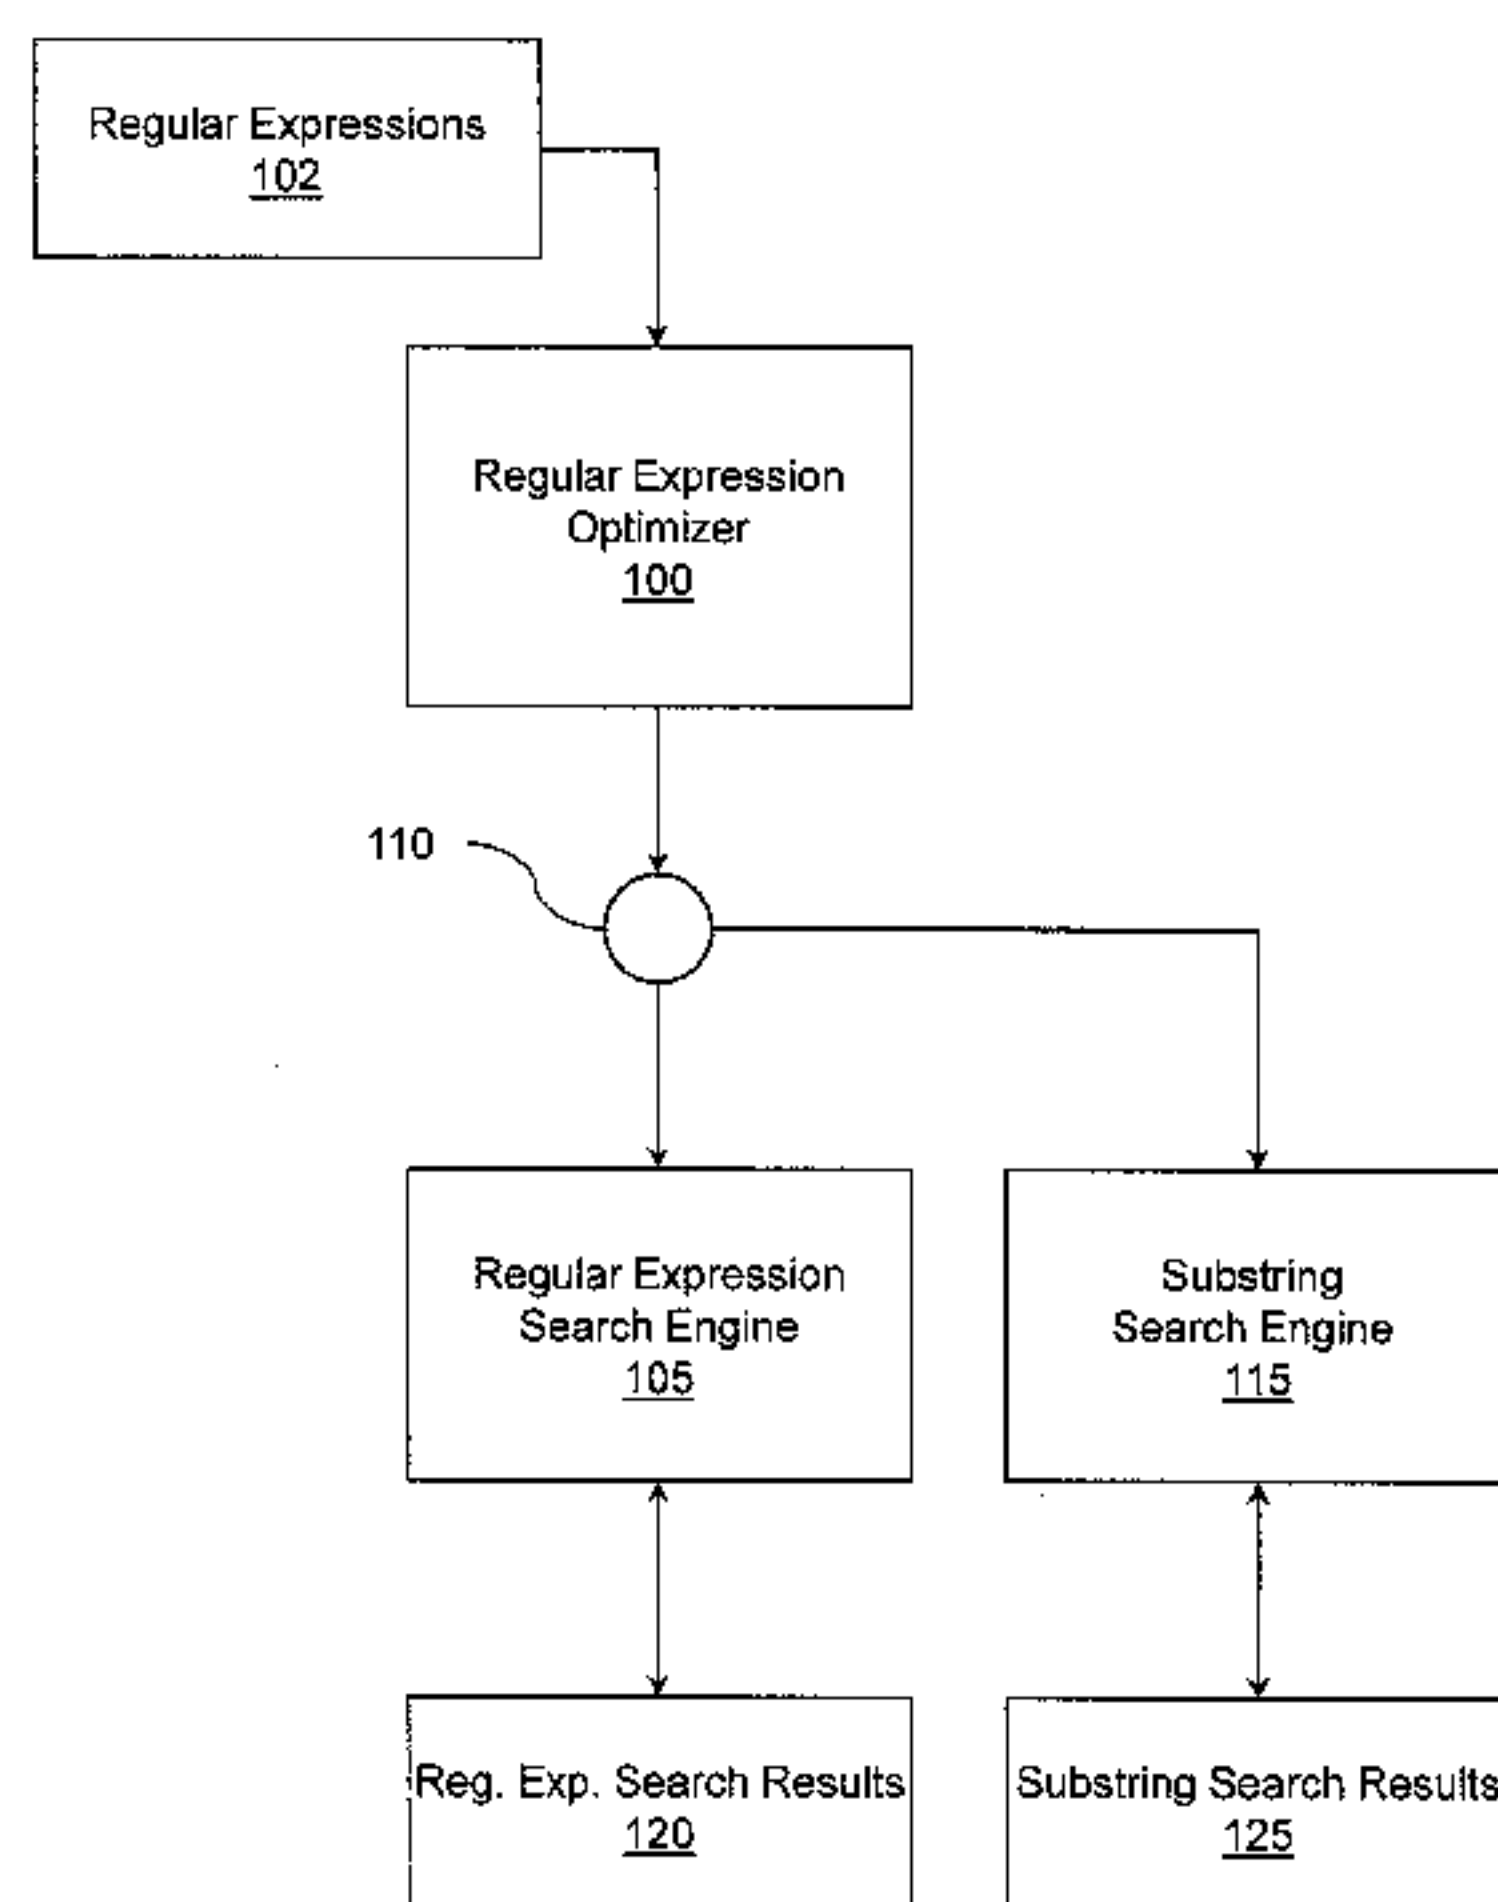 Regular Expressions
102
Regular Expression
Optimizer
100
110
Regular Expression
Search Engine
105
Substring
Search Engine
115
Reg. Exp. Search Results
120
Substring Search Results
125